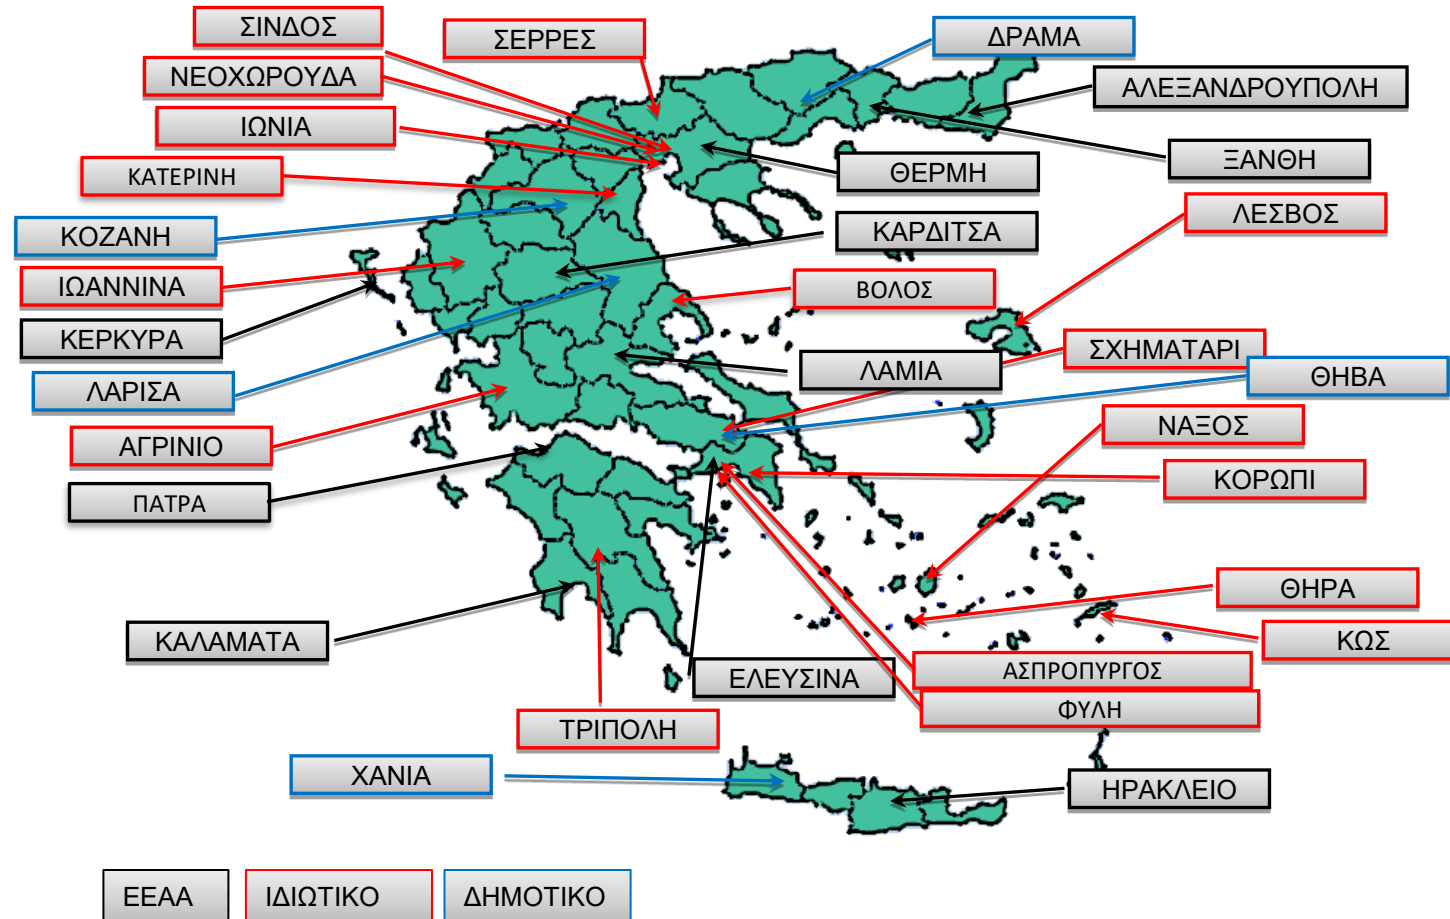 ΣΙΝΔΟΣ
ΣΕΡΡΕΣ
ΔΡΑΜΑ
ΝΕΟΧΩΡΟΥΔΑ
ΑΛΕΞΑΝΔΡΟΥΠΟΛΗ
ΙΩΝΙΑ
ΞΑΝΘΗ
ΚΑΤΕΡΙΝΗ
ΘΕΡΜΗ
ΛΕΣΒΟΣ
ΚΟΖΑΝΗ
ΚΑΡΔΙΤΣΑ
ΙΩΑΝΝΙΝΑ
ΒΟΛΟΣ
ΚΕΡΚΥΡΑ
ΣΧΗΜΑΤΑΡΙ
ΛΑΜΙΑ
ΘΗΒΑ
ΛΑΡΙΣΑ
ΝΑΞΟΣ
ΑΓΡΙΝΙΟ
ΚΟΡΩΠΙ
ΠΑΤΡΑ
ΘΗΡΑ
ΚΑΛΑΜΑΤΑ
ΚΩΣ
ΕΛΕΥΣΙΝΑ
ΑΣΠΡΟΠΥΡΓΟΣ
ΦΥΛΗ
ΤΡΙΠΟΛΗ
ΧΑΝΙΑ
ΗΡΑΚΛΕΙΟ
ΕΕΑΑ
ΙΔΙΩΤΙΚΟ
ΔΗΜΟΤΙΚΟ